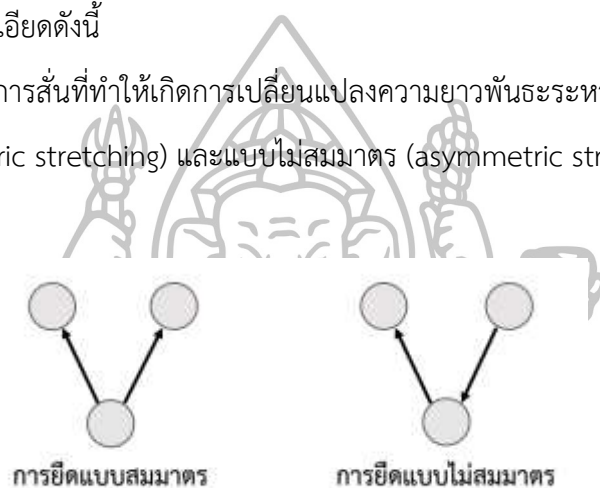 เอียดดังนี้
การสั่นที่ทำให้เกิดการเปลี่ยนแปลงความยาวพันธะระหว
ric stretching) และแบบไม่สมมาตร (asymmetric str
การยืดแบบสมมาตร
การยืดแบบไม่สมมาตร